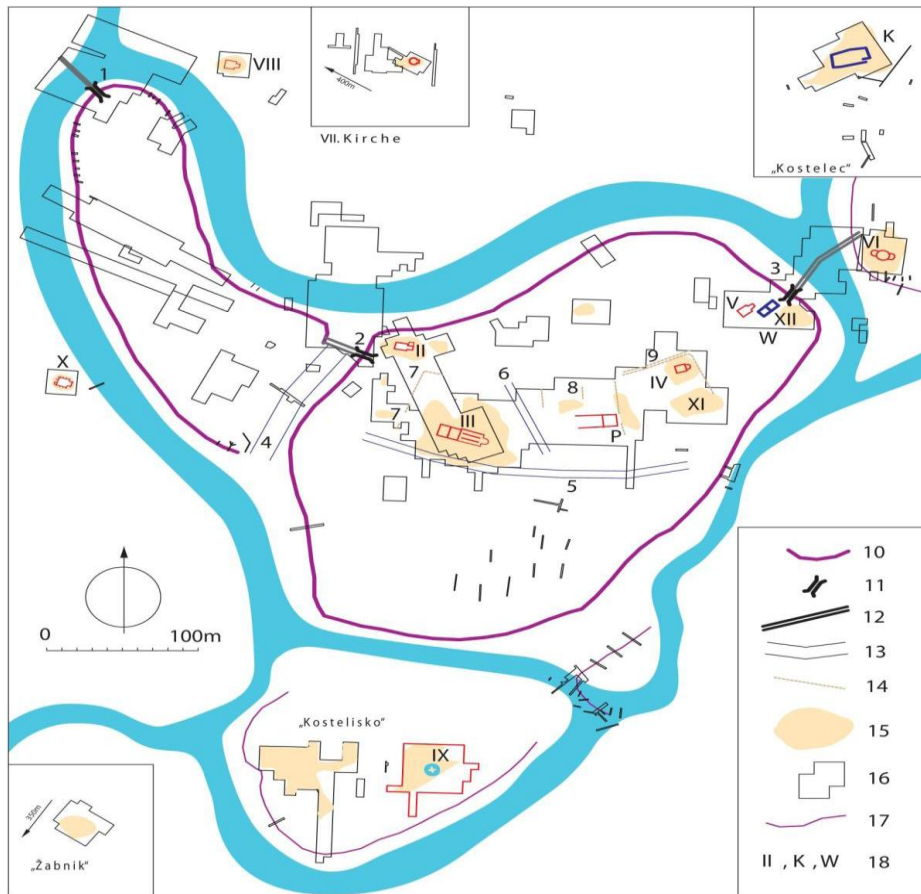 1
VIII
400m
VII. Kirche
K
„Kostelec"
VI
3
V
XII
W
2
II
X
7
9
IV
6
8
7
III
XI
P
4
5
0 100m
„Kostelisko"
IX
350m
„Žabnik"
10
11
12
13
14
15
16
17
II , K , W 18